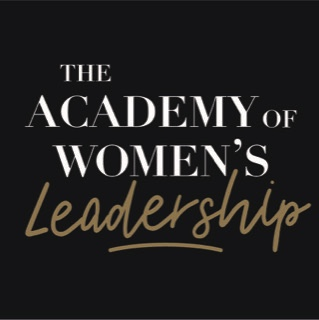 THE
ACADEMY OF
WOMEN'S
Leadership